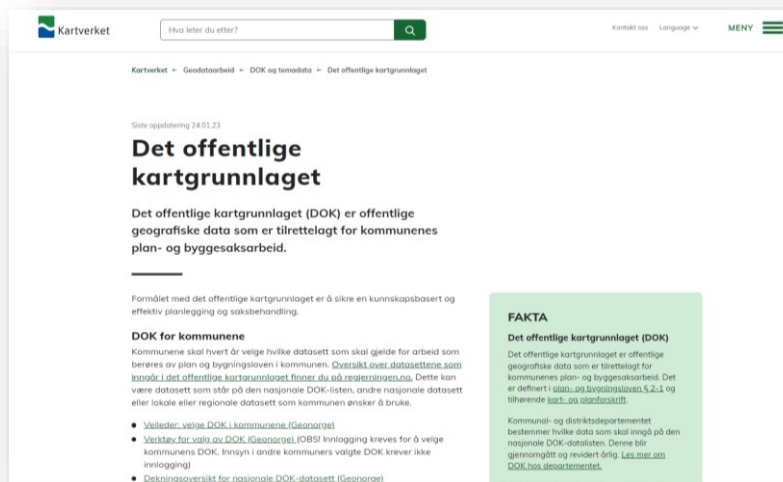 Kartverket
Hva leter du etter?
Kontakt oss Language
MENY
Kartverket ← Geodataarbeid ← DOK og temadata ← Det offentlige kartgrunnlaget
Siste oppdatering 24.01.23
Det offentlige
kartgrunnlaget
Det offentlige kartgrunnlaget (DOK) er offentlige
geografiske data som er tilrettelagt for kommunenes
plan- og byggesaksarbeid.
Formålet med det offentlige kartgrunnlaget er å sikre en kunnskapsbasert og
effektiv planlegging og saksbehandling.
DOK for kommunene
Kommunene skal hvert år velge hvilke datasett som skal gjelde for arbeid som
berøres av plan og bygningsloven i kommunen. Oversikt over datasettene som
inngår i det offentlige kartgrunnlaget finner du på regjeringen.no. Dette kan
være datasett som står på den nasjonale DOK-listen, andre nasjonale datasett
eller lokale eller regionale datasett som kommunen ønsker å bruke.
● Veileder: velge DOK i kommunene (Geonorge)
● Verktøy for valg av DOK (Geonorge) (OBS! Innlogging kreves for å velge
kommunens DOK. Innsyn i andre kommuners valgte DOK krever ikke
innlogging)
● Dekningsoversikt for nasjonale DOK-datasett (Geonorge)
FAKTA
Det offentlige kartgrunnlaget (DOK)
Det offentlige kartgrunnlaget er offentlige
geografiske data som er tilrettelagt for
kommunenes plan- og byggesaksarbeid. Det
er definert i plan- og bygningsloven § 2-1 og
tilhørende kart- og planforskrift.
Kommunal- og distriktsdepartementet
bestemmer hvilke data som skal inngå på den
nasjonale DOK-datalisten. Denne blir
gjennomgått og revidert årlig. Les mer om
DOK hos departementet.